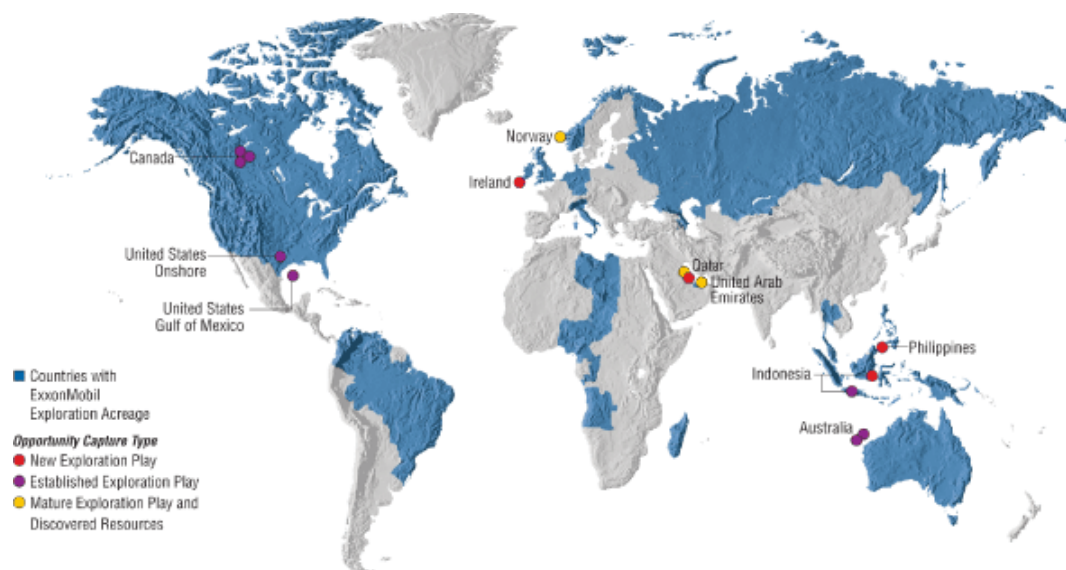 Norway
Canada
Ireland
United States
Onshore
Qatar
United Arab
Emirates
United States
Gulf of Mexico
Philippines
Indonesia
Australia
Countries with
ExxonMobil
Exploration Acreage
Opportunity Capture Type
New Exploration Play
Established Exploration Play
Mature Exploration Play and
Discovered Resources